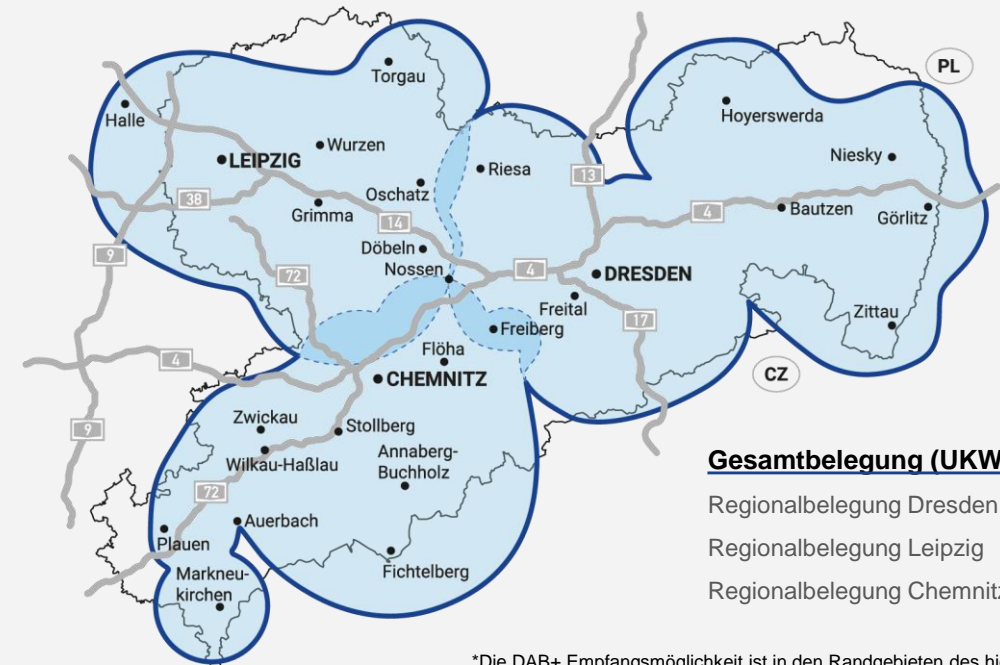 Torgau
PL
Halle
Hoyerswerda
Wurzen
LEIPZIG
Niesky
Riesa
13
Oschatz
38
Grimma
14
4
Bautzen
Görlitz
9
Döbeln
72
Nossen
4
DRESDEN
Freital
17
Zittau
Freiberg
Flöha
4
CZ
CHEMNITZ
9
Zwickau
Stollberg
Wilkau-Haßlau
Annaberg-
Buchholz
72
Auerbach
Plauen
Fichtelberg
Markneu-
kirchen
Gesamtbelegung (UKW
Regionalbelegung Dresden
Regionalbelegung Leipzig
Regionalbelegung Chemnitz
*Die DAB+ Empfangsmöglichkeit ist in den Randgebieten des hi